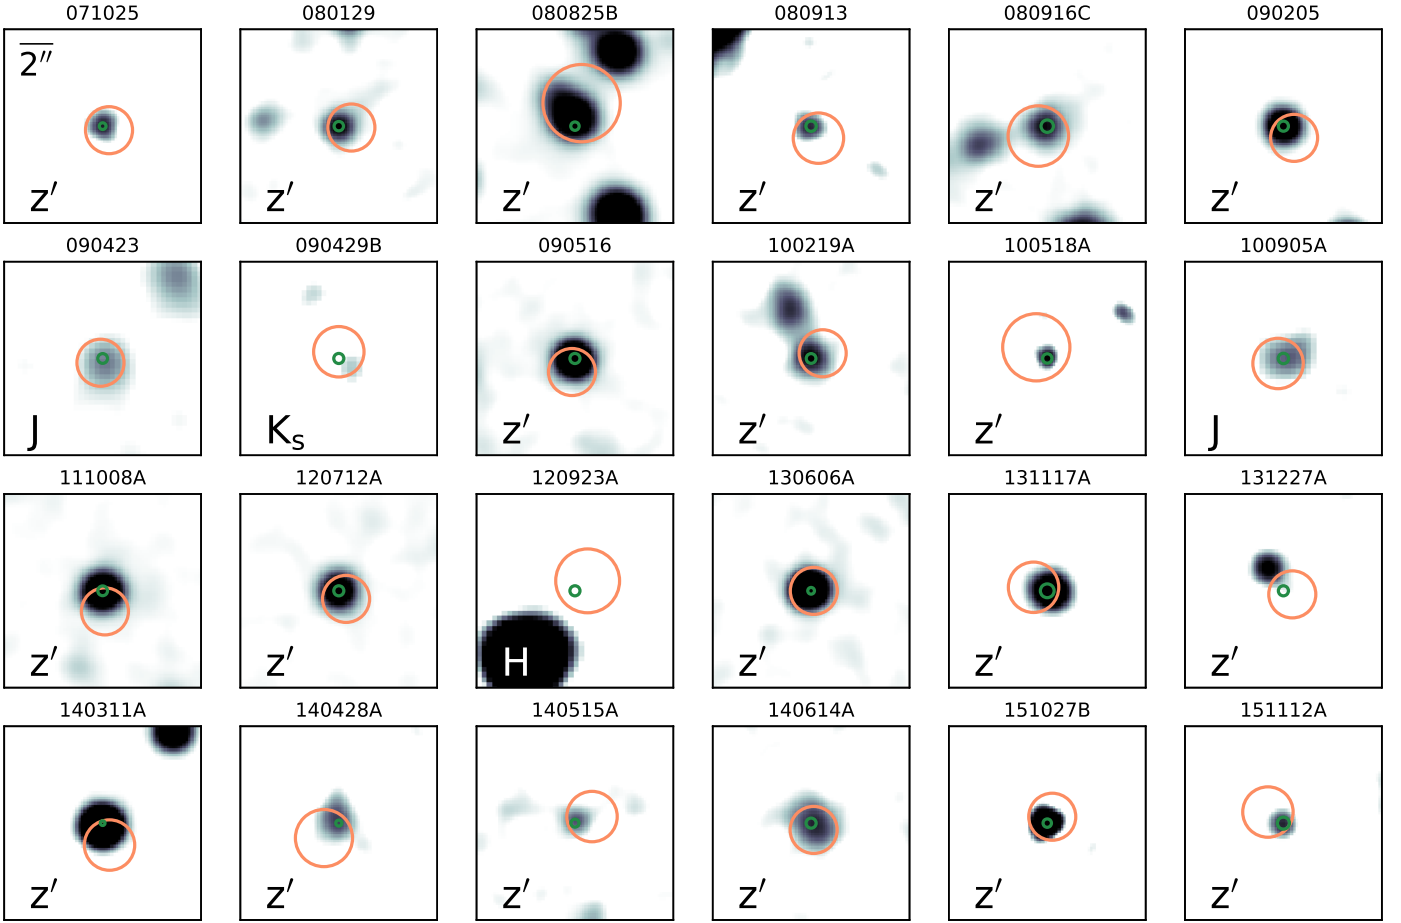 071025 080129 080825B 080913 080916C 090205
2″
z′ z′ z′ z′ z′ z′
090423 090429B 090516 100219A 100518A 100905A
J Ks z′ z′ z′ J
111008A 120712A 120923A 130606A 131117A 131227A
z′ z′ H z′ z′ z′
140311A 140428A 140515A 140614A 151027B 151112A
z′ z′ z′ z′ z′ z′